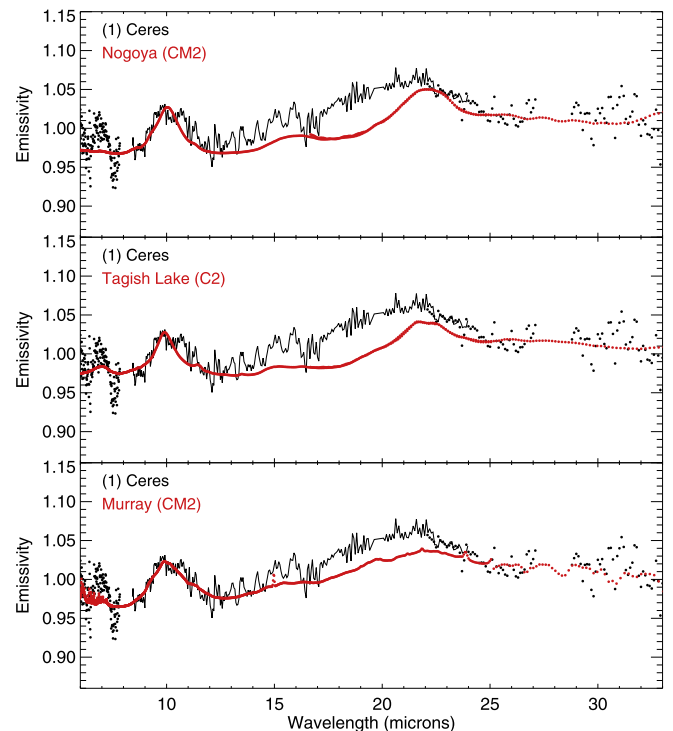 1.15
(1) Ceres
Nogoya (CM2)
1.10
1.05
1.00
0.95
0.90
Emissivity
1.15
(1) Ceres
Tagish Lake (C2)
1.10
1.05
1.00
0.95
0.90
Emissivity
1.15
(1) Ceres
Murray (CM2)
1.10
1.05
1.00
0.95
0.90
Emissivity
10 15 20 25 30
Wavelength (microns)